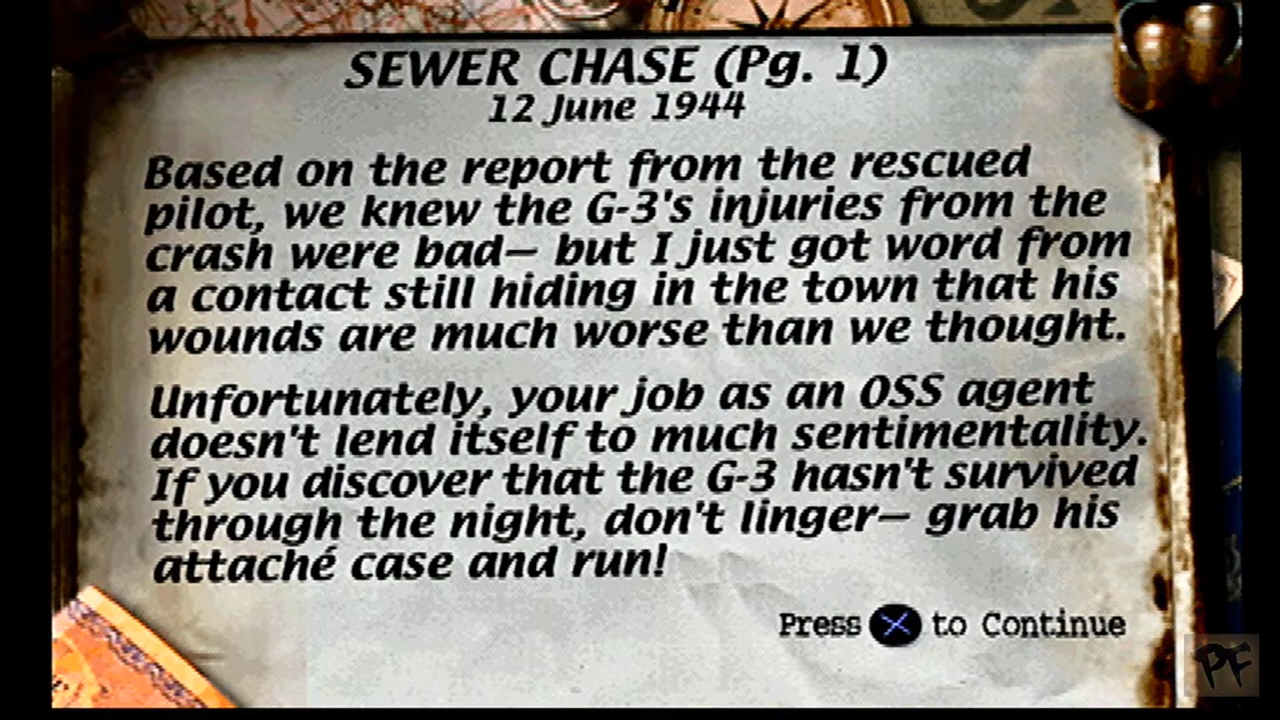 SEWER CHASE (Pg. 1)
12 June 1944
Based on the report from the rescued
pilot, we knew the G-3's injuries from the
crash were bad— but I just got word from
a contact still hiding in the town that his
wounds are much worse than we thought.
Unfortunately, your job as an OSS agent
doesn't lend itself to much sentimentality.
If you discover that the G-3 hasn't survived
through the night, don't linger— grab his
attaché case and run!
Press X to Continue
PF